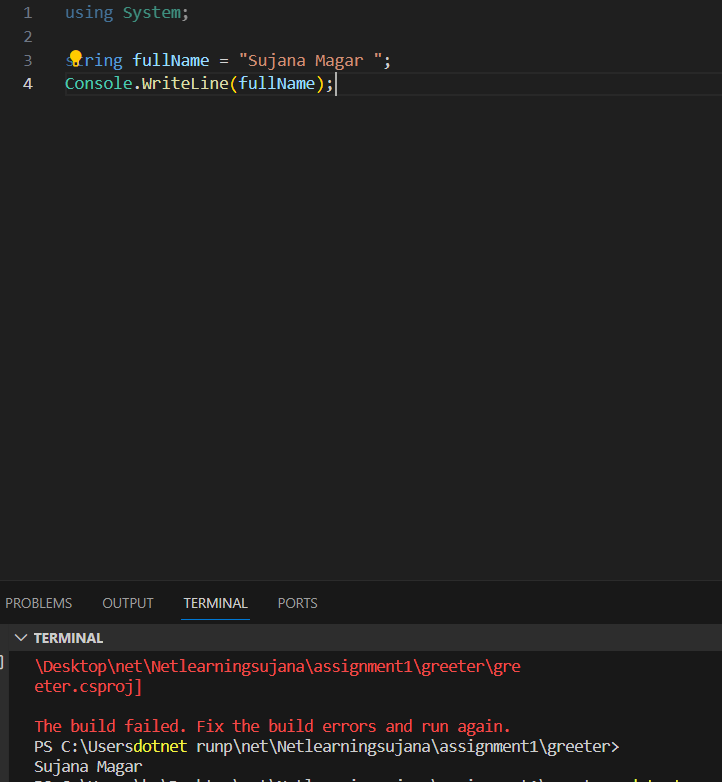 1 using System;
2
3 string fullName = "Sujana Magar ";
4 Console.WriteLine(fullName);
PROBLEMS OUTPUT TERMINAL PORTS
TERMINAL
\Desktop\net\Netlearningsujana\assignment1\greeter\gre
eter.csproj]
The build failed. Fix the build errors and run again.
PS C:\Usersdotnet runp\net\Netlearningsujana\assignment1\greeter>
Sujana Magar